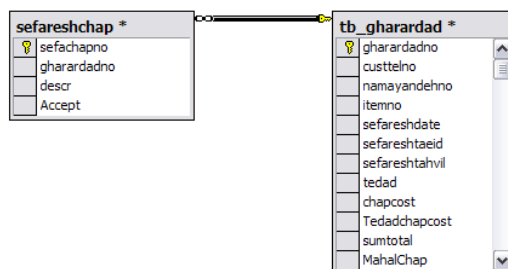 sefareshchap *
sefachapno
gharardadno
descr
Accept
tb_gharardad *
gharardadno
custtelno
namayandehno
itemno
sefareshdate
sefareshtaeid
sefareshtahvil
tedad
chapcost
Tedadchapcost
sumtotal
MahalChap